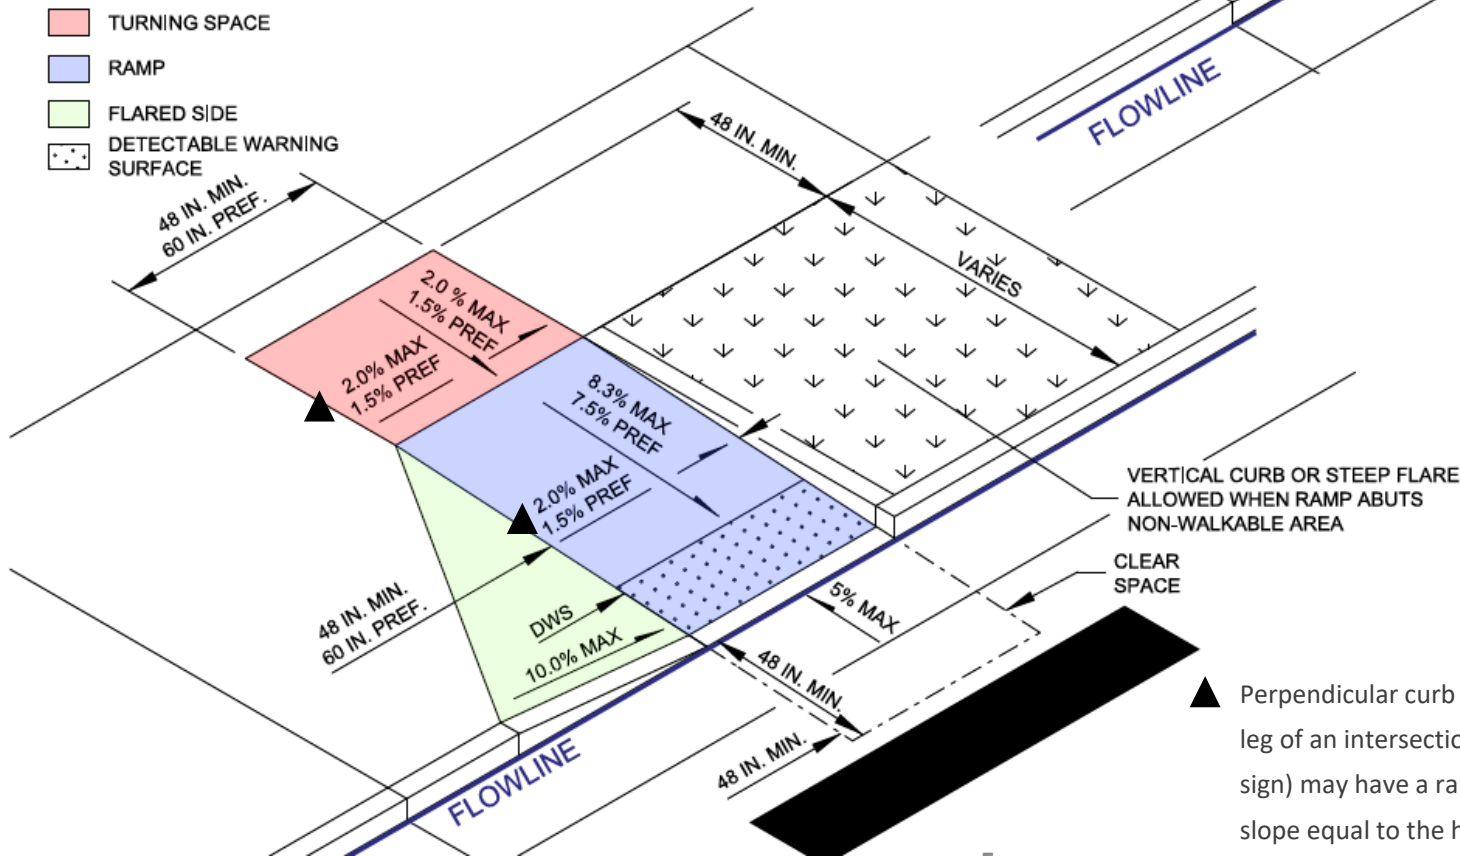 TURNING SPACE
RAMP
FLARED SIDE
DETECTABLE WARNING
SURFACE
48 IN. MIN.
60 IN. PREF.
48 IN. MIN.
FLOWLINE
VARIES
2.0 % MAX
1.5% PREF
2.0% MAX
1.5% PREF
8.3% MAX
7.5% PREF
2.0% MAX
1.5% PREF
VERTICAL CURB OR STEEP FLARE
ALLOWED WHEN RAMP ABUTS
NON-WALKABLE AREA
CLEAR
SPACE
48 IN. MIN.
60 IN. PREF.
DWS
10.0% MAX
5% MAX
48 IN. MIN.
48 IN. MIN.
FLOWLINE
Perpendicular curb
leg of an
sign) may have a
slope equal to the